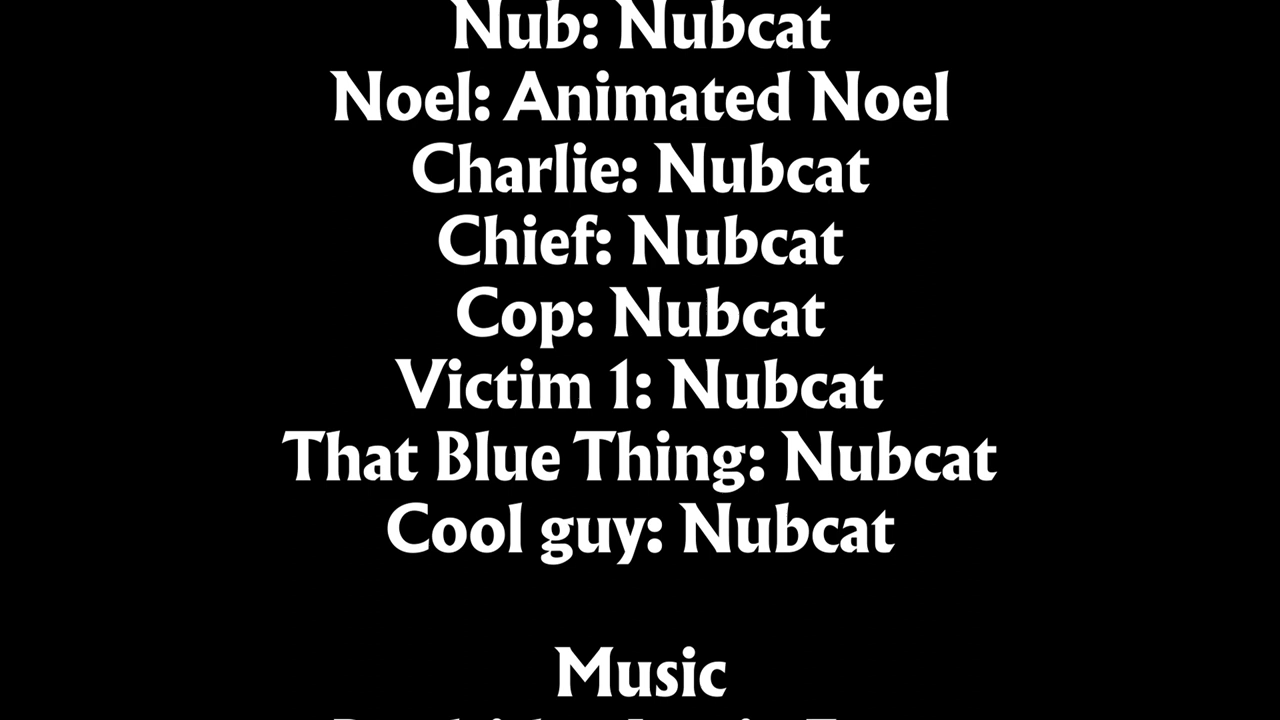 Nub: Nubcat
Noel: Animated Noel
Charlie: Nubcat
Chief: Nubcat
Cop: Nubcat
Victim 1: Nubcat
That Blue Thing: Nubcat
Cool guy: Nubcat
Music